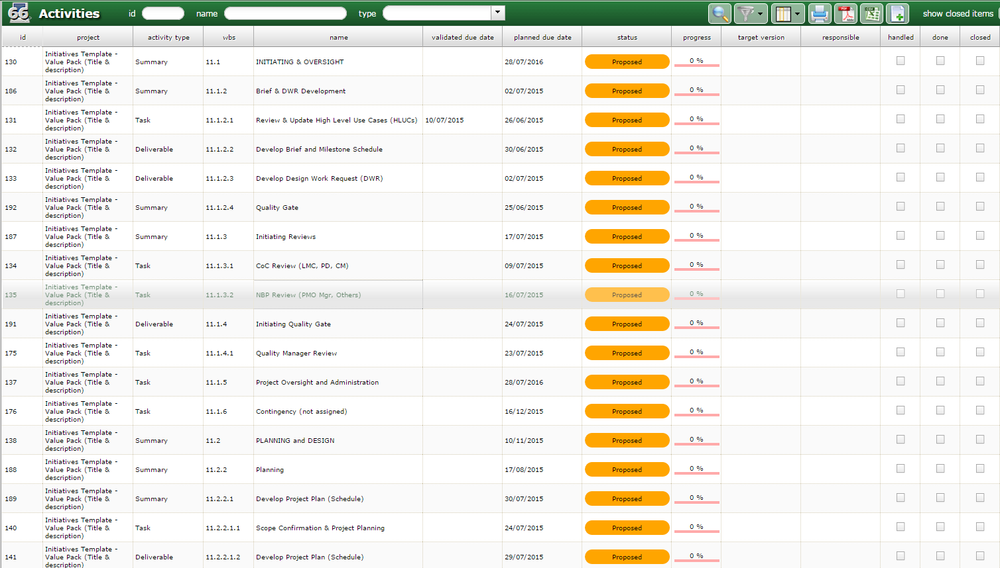 66 Activities id name type show closed items
id project activity type wbs name validated due date planned due date status progress target version responsible handled done closed
Initiatives Template -
130 Value Pack (Title & Summary 11.1 INITIATING & OVERSIGHT 28/07/2016 Proposed 0 %
description)
Initiatives Template -
186 Value Pack (Title & Summary 11.1.2 Brief & DWR Development 02/07/2015 Proposed 0 %
description)
Initiatives Template -
131 Value Pack (Title & Task 11.1.2.1 Review & Update High Level Use Cases (HLUCs) 10/07/2015 26/06/2015 Proposed 0 %
description)
Initiatives Template -
132 Value Pack (Title & Deliverable 11.1.2.2 Develop Brief and Milestone Schedule 30/06/2015 Proposed 0 %
description)
Initiatives Template -
133 Value Pack (Title & Deliverable 11.1.2.3 Develop Design Work Request (DWR) 02/07/2015 Proposed 0 %
description)
Initiatives Template -
192 Value Pack (Title & Summary 11.1.2.4 Quality Gate 25/06/2015 Proposed 0 %
description)
Initiatives Template -
187 Value Pack (Title & Summary 11.1.3 Initiating Reviews 17/07/2015 Proposed 0 %
description)
Initiatives Template -
134 Value Pack (Title & Task 11.1.3.1 CoC Review (LMC, PD, CM) 09/07/2015 Proposed 0 %
description)
Initiatives Template -
135 Value Pack (Title & Task 11.1.3.2 NBP Review (PMO Mgr, Others) 16/07/2015 Proposed 0 %
description)
Initiatives Template -
191 Value Pack (Title & Deliverable 11.1.4 Initiating Quality Gate 24/07/2015 Proposed 0 %
description)
Initiatives Template -
175 Value Pack (Title & Task 11.1.4.1 Quality Manager Review 23/07/2015 Proposed 0 %
description)
Initiatives Template -
137 Value Pack (Title & Task 11.1.5 Project Oversight and Administration 28/07/2016 Proposed 0 %
description)
Initiatives Template -
176 Value Pack (Title & Task 11.1.6 Contingency (not assigned) 16/12/2015 Proposed 0 %
description)
Initiatives Template -
138 Value Pack (Title & Summary 11.2 PLANNING and DESIGN 10/11/2015 Proposed 0 %
description)
Initiatives Template -
188 Value Pack (Title & Summary 11.2.2 Planning 17/08/2015 Proposed 0 %
description)
Initiatives Template -
189 Value Pack (Title & Summary 11.2.2.1 Develop Project Plan (Schedule) 30/07/2015 Proposed 0 %
description)
Initiatives Template -
140 Value Pack (Title & Task 11.2.2.1.1 Scope Confirmation & Project Planning 24/07/2015 Proposed 0 %
description)
Initiatives Template -
141 Value Pack (Title & Deliverable 11.2.2.1.2 Develop Project Plan (Schedule) 29/07/2015 Proposed 0 %
description)